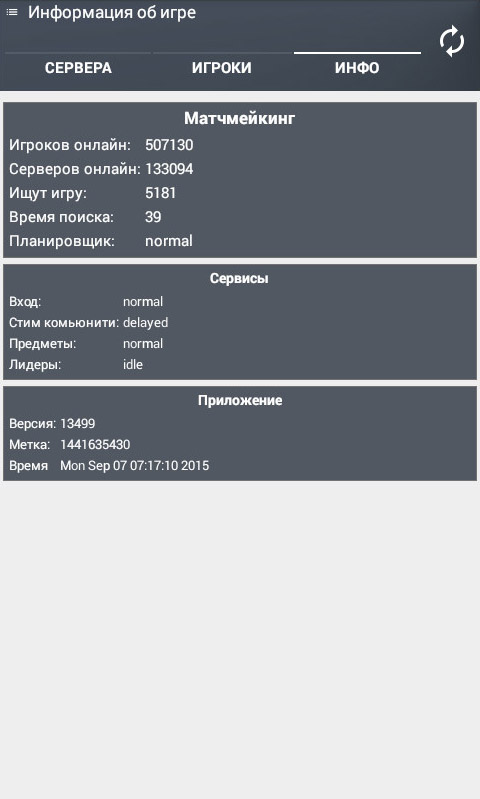 Информация об игре
СЕРВЕРА ИГРОКИ ИНФО
Матчмейкинг
Игроков онлайн: 507130
Серверов онлайн: 133094
Ищут игру: 5181
Время поиска: 39
Планировщик: normal
Сервисы
Вход: normal
Стим комьюнити: delayed
Предметы: normal
Лидеры: idle
Приложение
Версия: 13499
Метка: 1441635430
Время Mon Sep 07 07:17:10 2015